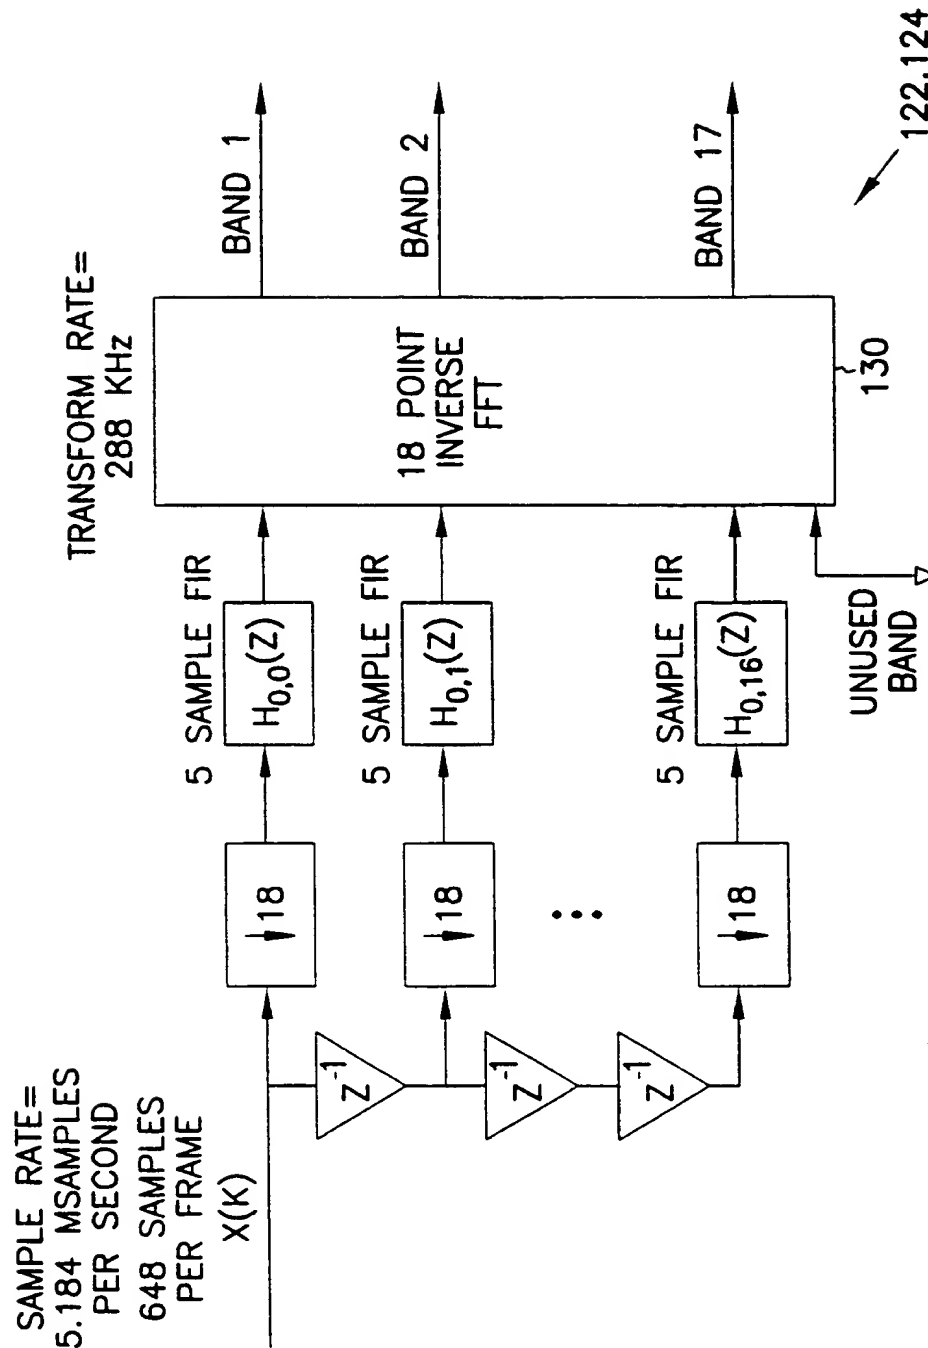 SAMPLE RATE=
5.184 MSAMPLES
PER SECOND
648 SAMPLES
PER FRAME
X(K)
Z-1
Z-1
Z-1
↓18
↓18
↓18
5 SAMPLE FIR
H0,0(Z)
5 SAMPLE FIR
H0,1(Z)
5 SAMPLE FIR
H0,16(Z)
UNUSED
BAND
TRANSFORM RATE=
288 KHz
18 POINT
INVERSE
FFT
130
BAND 1
BAND 2
BAND 17
122,124